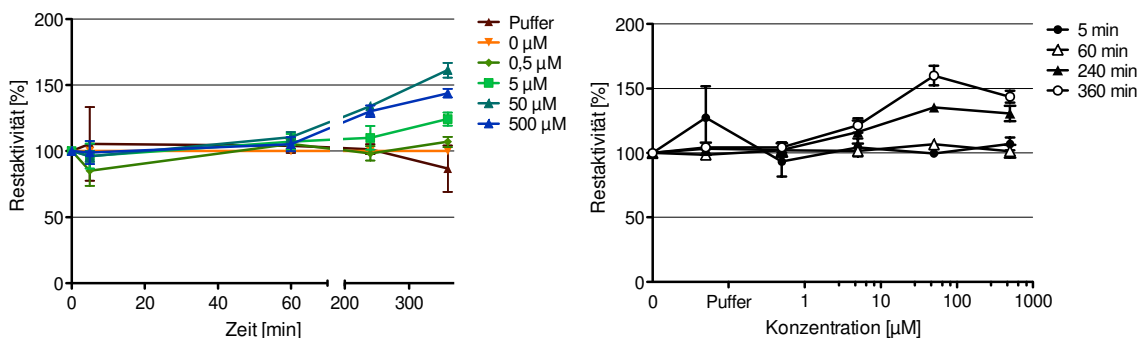 200
150
100
50
0
Restaktivität [%]
0 20 40 60 200 300
Zeit [min]
Puffer
0 µM
0,5 µM
5 µM
50 µM
500 µM
200
150
100
50
0
Restaktivität [%]
0 Puffer 1 10 100 1000
Konzentration [µM]
5 min
60 min
240 min
360 min